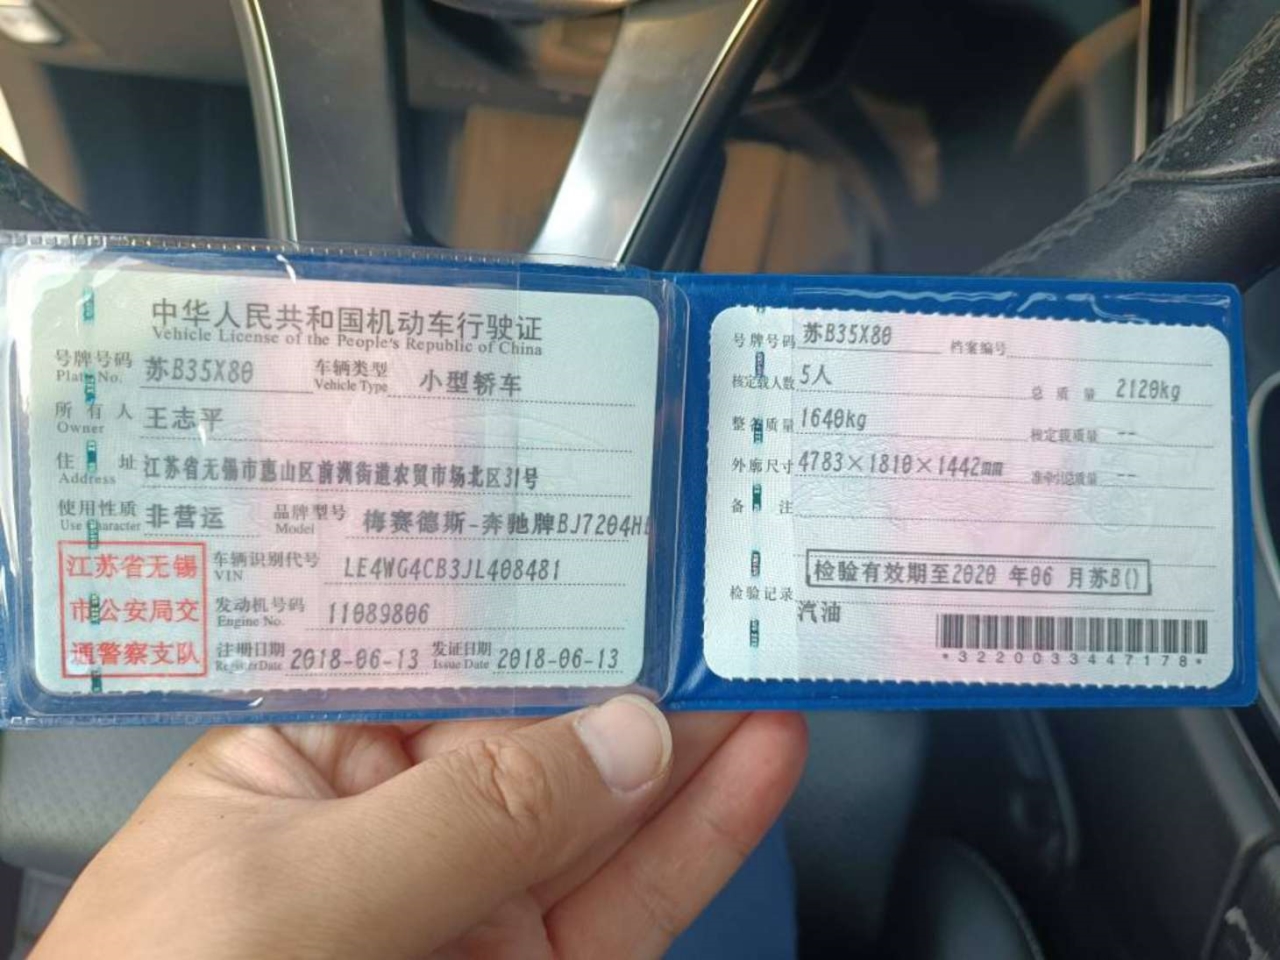 中华人民共和国机动车行驶证
Vehicle License of the People's Republic of China
号牌号码 苏B35X80 车辆类型 小型轿车
Plate No. Vehicle Type
所有人 王志平
Owner
住址 江苏省无锡市惠山区前洲街道农贸市场北区31号
Address
使用性质 非营运 品牌型号 梅赛德斯-奔驰牌BJ7204H
Use Character Model
江苏省无锡
市公安局交
通警察支队
车辆识别代号 LE4WG4CB3JL408481
VIN
发动机号码 11089806
Engine No.
注册日期 2018-06-13 发证日期 2018-06-13
Register Date Issue Date
号牌号码 苏B35X80 档案编号
核定载人数 5人 总质量 2120kg
整备质量 1640kg 核定载质量 --
外廓尺寸 4783×1810×1442mm 准牵引总质量 --
备注
检验有效期至2020 年06 月苏B()
检验记录
汽油
*3220033447178*